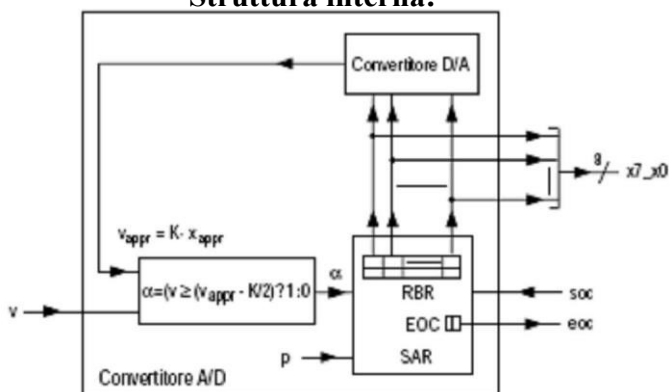 Struttura interna:
Convertitore D/A
8
x7_x0
v_appr = K· x_appr
α=(v ≥ (v_appr - K/2) ? 1:0
α
RBR
soc
v
EOC
eoc
p
SAR
Convertitore A/D